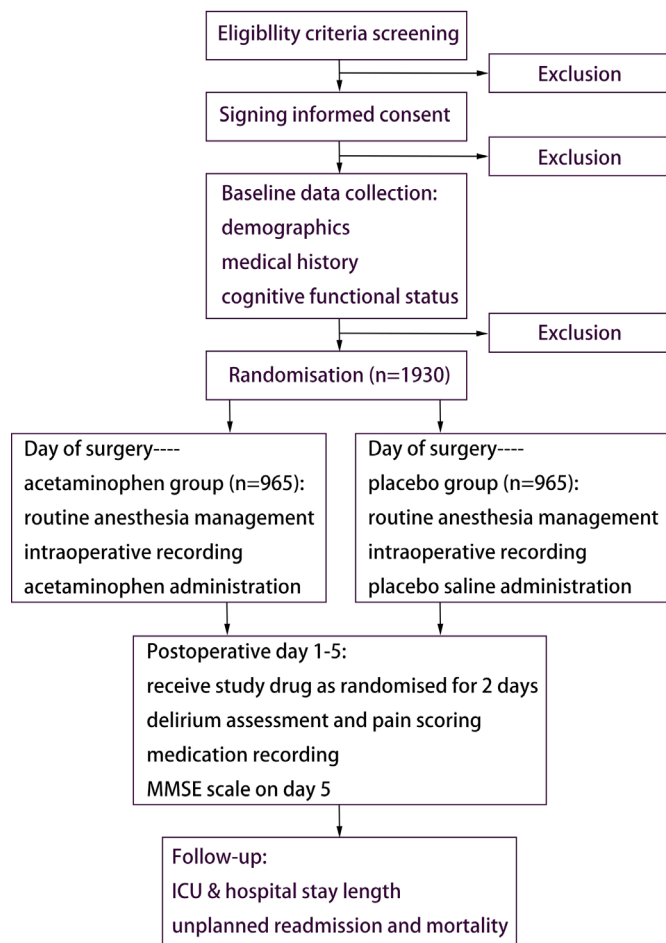 Eligibllity criteria screening
Exclusion
Signing informed consent
Exclusion
Baseline data collection:
demographics
medical history
cognitive functional status
Exclusion
Randomisation (n=1930)
Day of surgery----
acetaminophen group (n=965):
routine anesthesia management
intraoperative recording
acetaminophen administration
Day of surgery----
placebo group (n=965):
routine anesthesia management
intraoperative recording
placebo saline administration
Postoperative day 1-5:
receive study drug as randomised for 2 days
delirium assessment and pain scoring
medication recording
MMSE scale on day 5
Follow-up:
ICU & hospital stay length
unplanned readmission and mortality